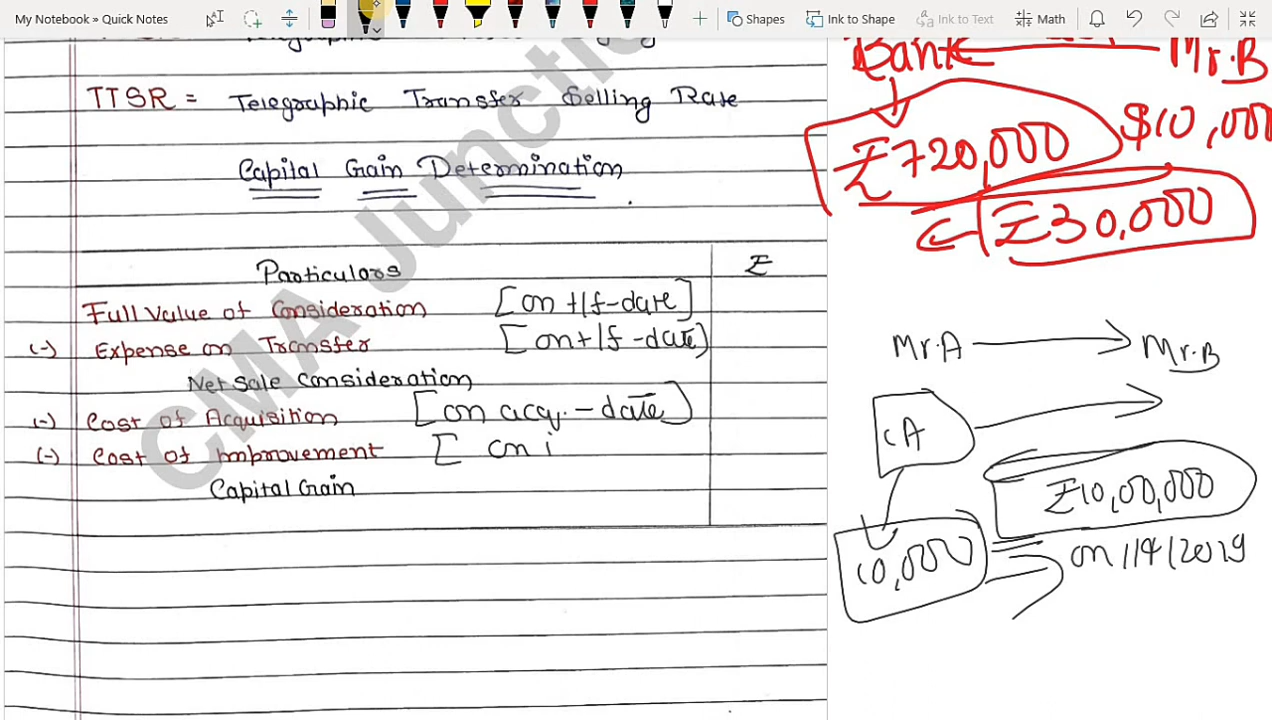 My Notebook » Quick Notes
Shapes
Ink to Shape
Ink to Text
Math
TTSR = Telegraphic Transfer Selling Rate
Capital Gain Determination
Particulars ₹
Full Value of Consideration [on t/f-date]
(-) Expense on Transfer [on t/f-date]
Net Sale Consideration
(-) Cost of Acquisition [on acq.-date]
(-) Cost of Improvement [on i
Capital Gain
Bank Mr.B
₹720,000 $10,000
₹30,000
Mr.A Mr.B
CA
₹10,00,000
10,000 on 1/4/2019
CMA Junctio